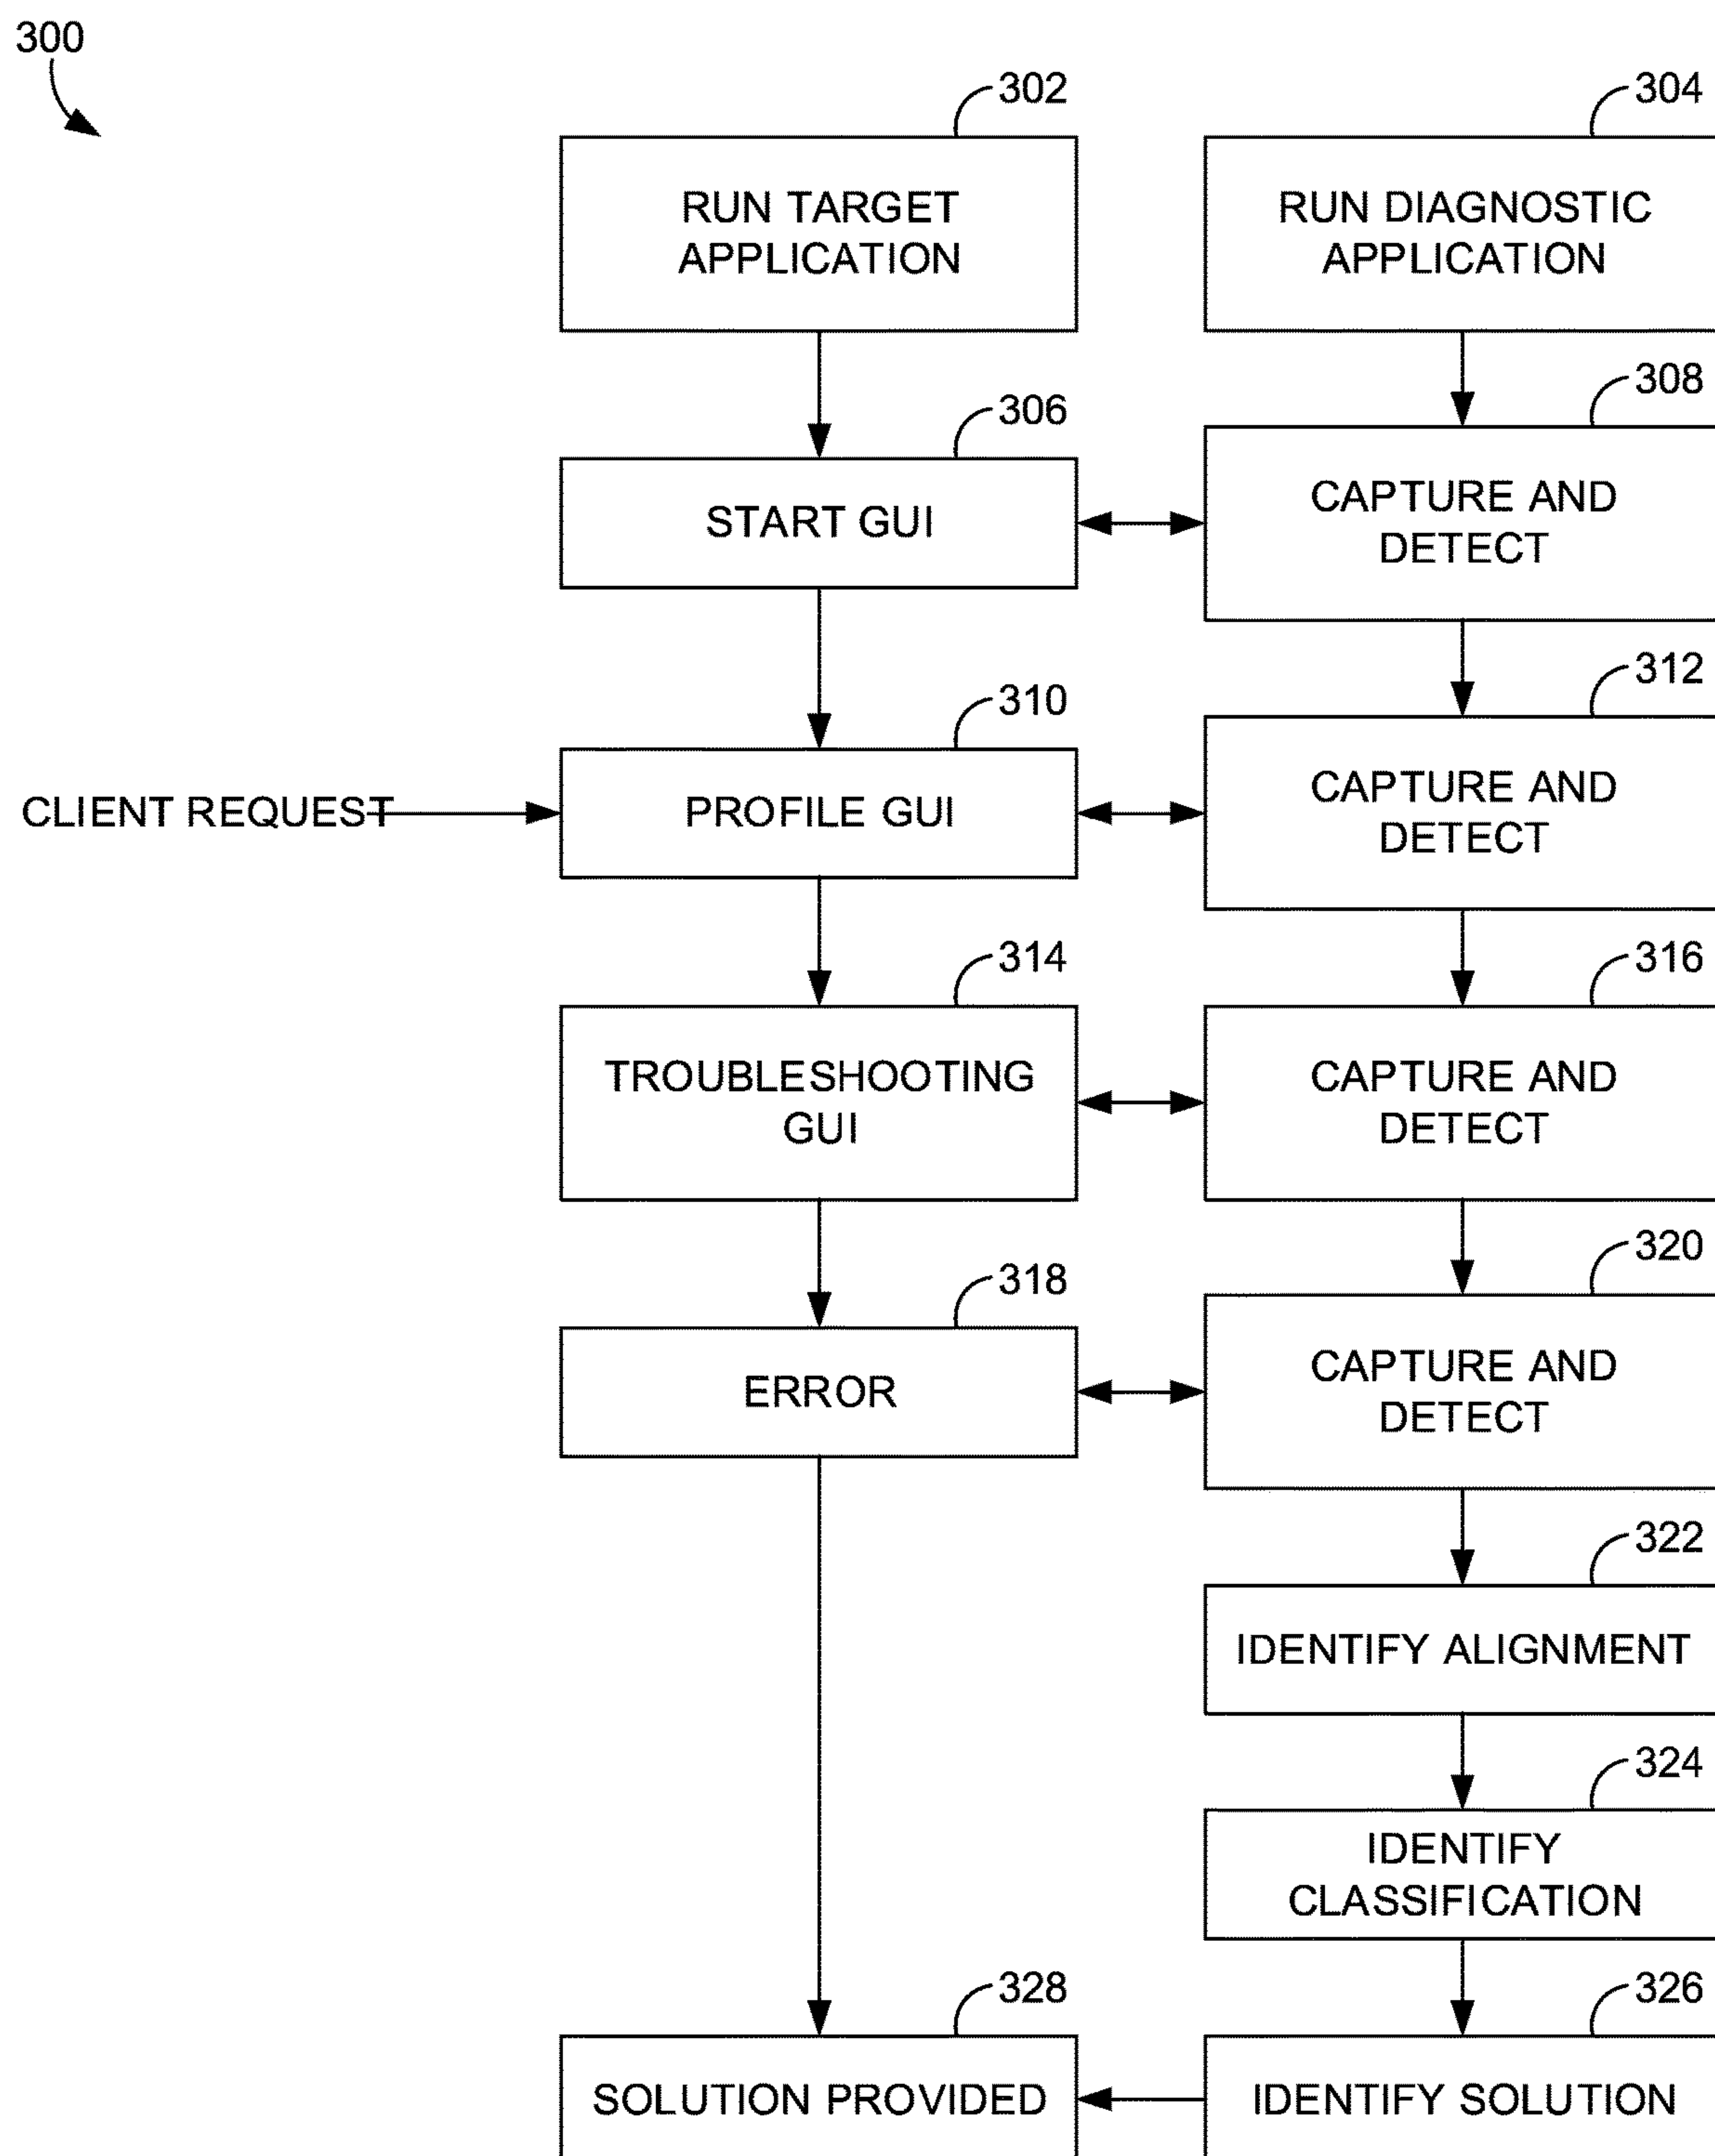 300
302
304
RUN TARGET
APPLICATION
RUN DIAGNOSTIC
APPLICATION
306
308
START GUI
CAPTURE AND
DETECT
310
312
CLIENT REQUEST
PROFILE GUI
CAPTURE AND
DETECT
314
316
TROUBLESHOOTING
GUI
CAPTURE AND
DETECT
318
320
ERROR
CAPTURE AND
DETECT
322
IDENTIFY ALIGNMENT
324
IDENTIFY
CLASSIFICATION
328
326
SOLUTION PROVIDED
IDENTIFY SOLUTION